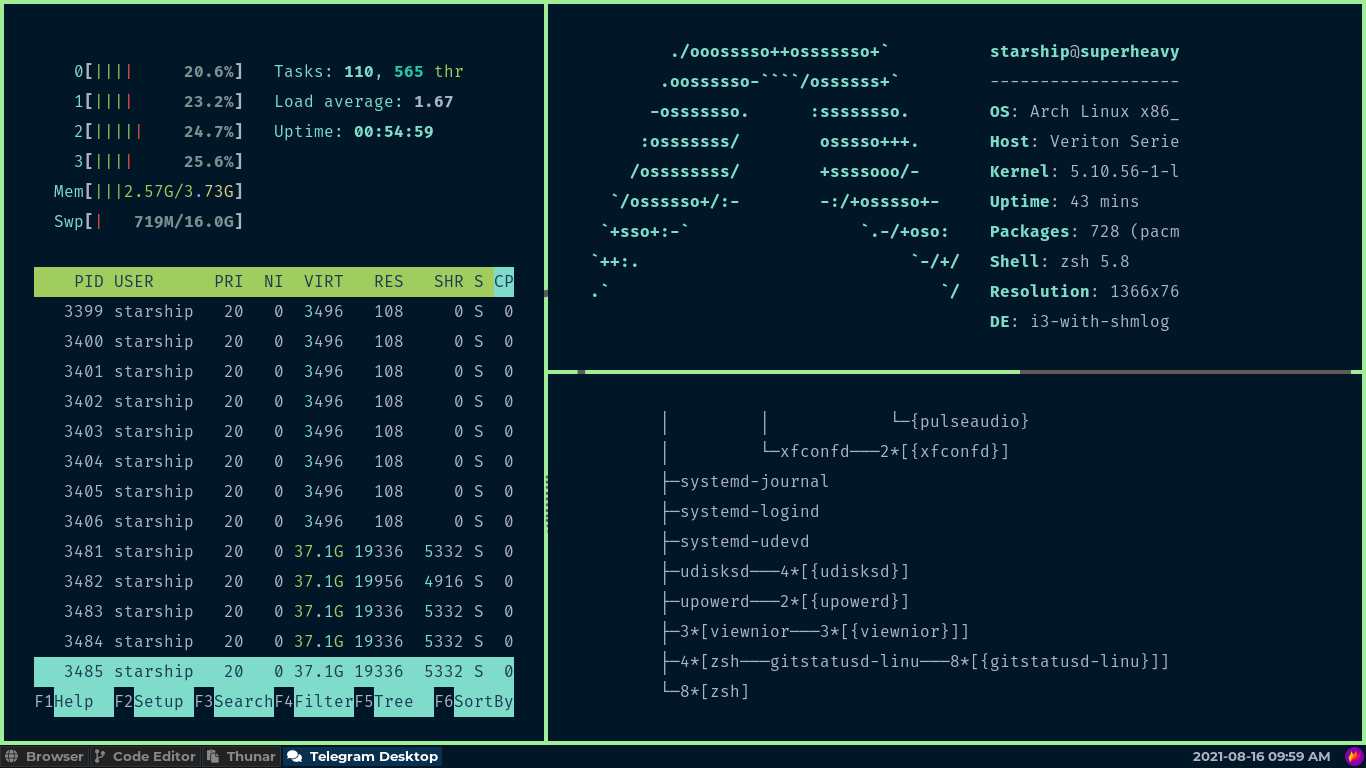 0[||||     20.6%]   Tasks: 110, 565 thr
1[||||     23.2%]   Load average: 1.67
2[|||||    24.7%]   Uptime: 00:54:59
3[||||     25.6%]
Mem[|||2.57G/3.73G]
Swp[|   719M/16.0G]
PID USER      PRI  NI  VIRT   RES   SHR S CP
3399 starship   20   0  3496   108     0 S  0
3400 starship   20   0  3496   108     0 S  0
3401 starship   20   0  3496   108     0 S  0
3402 starship   20   0  3496   108     0 S  0
3403 starship   20   0  3496   108     0 S  0
3404 starship   20   0  3496   108     0 S  0
3405 starship   20   0  3496   108     0 S  0
3406 starship   20   0  3496   108     0 S  0
3481 starship   20   0 37.1G 19336  5332 S  0
3482 starship   20   0 37.1G 19956  4916 S  0
3483 starship   20   0 37.1G 19336  5332 S  0
3484 starship   20   0 37.1G 19336  5332 S  0
3485 starship   20   0 37.1G 19336  5332 S  0
F1Help  F2Setup F3SearchF4FilterF5Tree  F6SortBy
./ooosssso++osssssso+`
.oossssso-````/ossssss+`
-osssssso.      :ssssssso.
:osssssss/        osssso+++.
/ossssssss/        +ssssooo/-
`/ossssso+/:-        -:/+osssso+-
`+sso+:-`                 `.-/+oso:
`++:.                           `-/+/
.`                                 `/
starship@superheavy
-------------------
OS: Arch Linux x86_
Host: Veriton Serie
Kernel: 5.10.56-1-l
Uptime: 43 mins
Packages: 728 (pacm
Shell: zsh 5.8
Resolution: 1366x76
DE: i3-with-shmlog
│         │            └─{pulseaudio}
│         └─xfconfd───2*[{xfconfd}]
├─systemd-journal
├─systemd-logind
├─systemd-udevd
├─udisksd───4*[{udisksd}]
├─upowerd───2*[{upowerd}]
├─3*[viewnior───3*[{viewnior}]]
├─4*[zsh───gitstatusd-linu───8*[{gitstatusd-linu}]]
└─8*[zsh]
Browser Code Editor Thunar Telegram Desktop 2021-08-16 09:59 AM